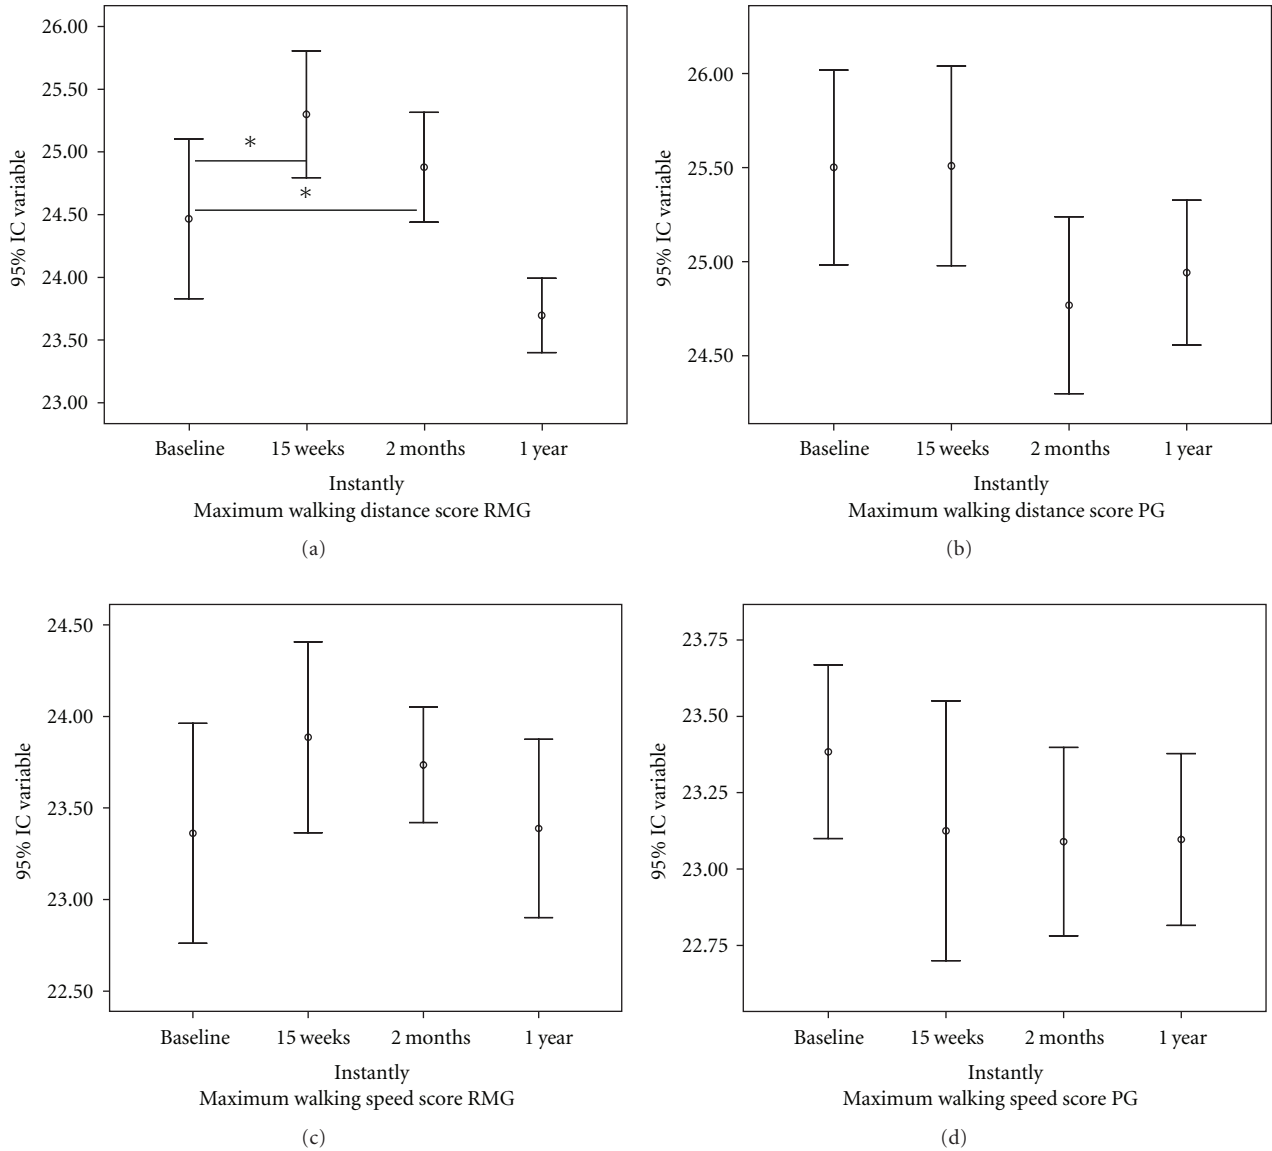 26.00
25.50
25.00
24.50
24.00
23.50
23.00
95% IC variable
*
*
Baseline 15 weeks 2 months 1 year
Instantly
Maximum walking distance score RMG
(a)
26.00
25.50
25.00
24.50
95% IC variable
Baseline 15 weeks 2 months 1 year
Instantly
Maximum walking distance score PG
(b)
24.50
24.00
23.50
23.00
22.50
95% IC variable
Baseline 15 weeks 2 months 1 year
Instantly
Maximum walking speed score RMG
(c)
23.75
23.50
23.25
23.00
22.75
95% IC variable
Baseline 15 weeks 2 months 1 year
Instantly
Maximum walking speed score PG
(d)